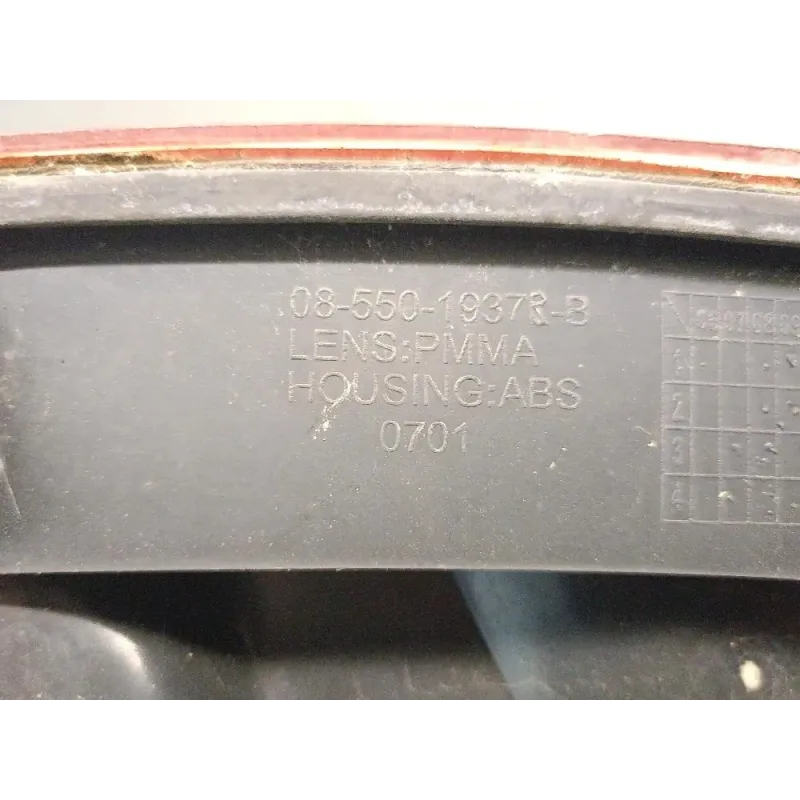 08-550-1937R-B
LENS:PMMA
HOUSING:ABS
0701
1
2
3
4